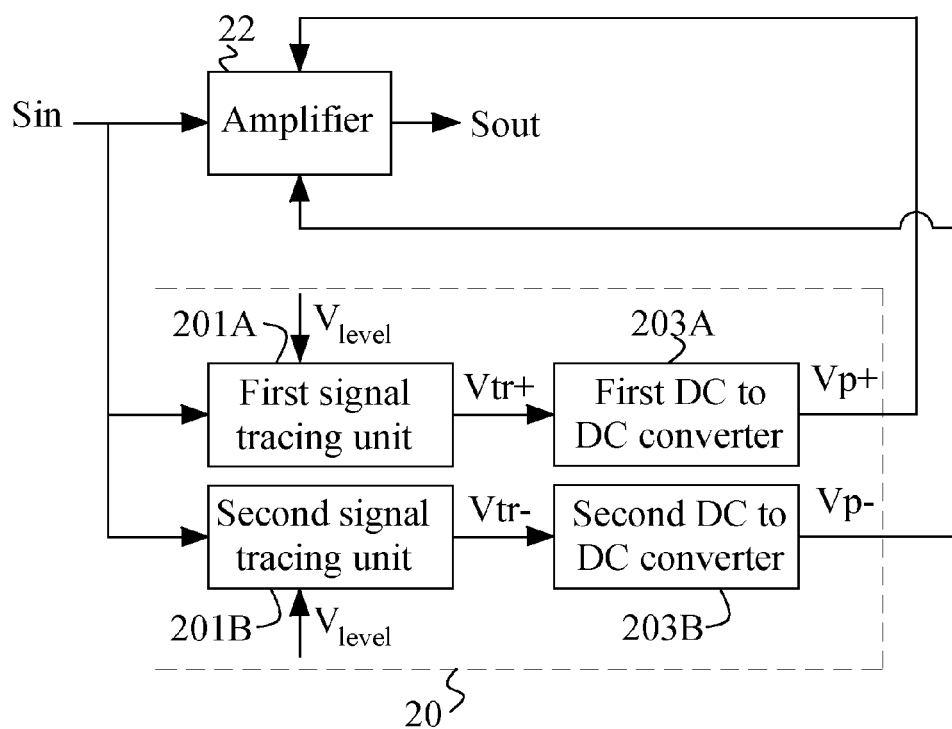 22
Sin
Amplifier
Sout
201A
V_level
203A
First signal
tracing unit
Vtr+
First DC to
DC converter
Vp+
Second signal
tracing unit
Vtr-
Second DC to
DC converter
Vp-
201B
V_level
203B
20